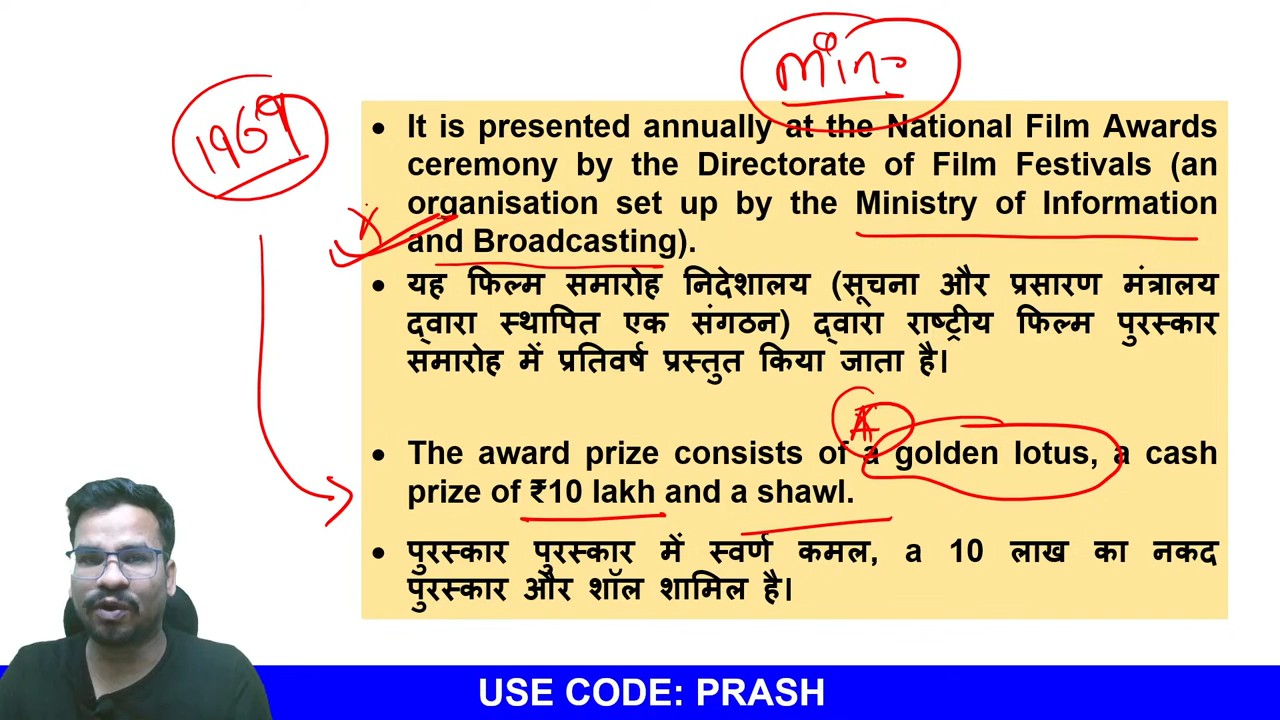 min
1969
• It is presented annually at the National Film Awards
ceremony by the Directorate of Film Festivals (an
organisation set up by the Ministry of Information
and Broadcasting).
• यह फिल्म समारोह निदेशालय (सूचना और प्रसारण मंत्रालय
द्वारा स्थापित एक संगठन) द्वारा राष्ट्रीय फिल्म पुरस्कार
समारोह में प्रतिवर्ष प्रस्तुत किया जाता है।
• The award prize consists of a golden lotus, a cash
prize of ₹10 lakh and a shawl.
• पुरस्कार पुरस्कार में स्वर्ण कमल, a 10 लाख का नकद
पुरस्कार और शॉल शामिल है।
USE CODE: PRASH